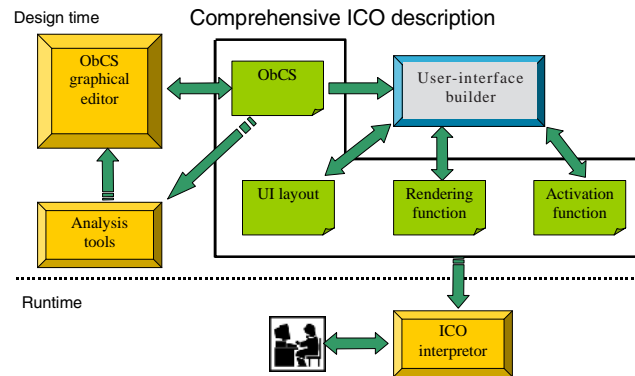 Design time
Comprehensive ICO description
ObCS
graphical
editor
ObCS
User-interface
builder
UI layout
Rendering
function
Activation
function
Analysis
tools
Runtime
ICO
interpretor